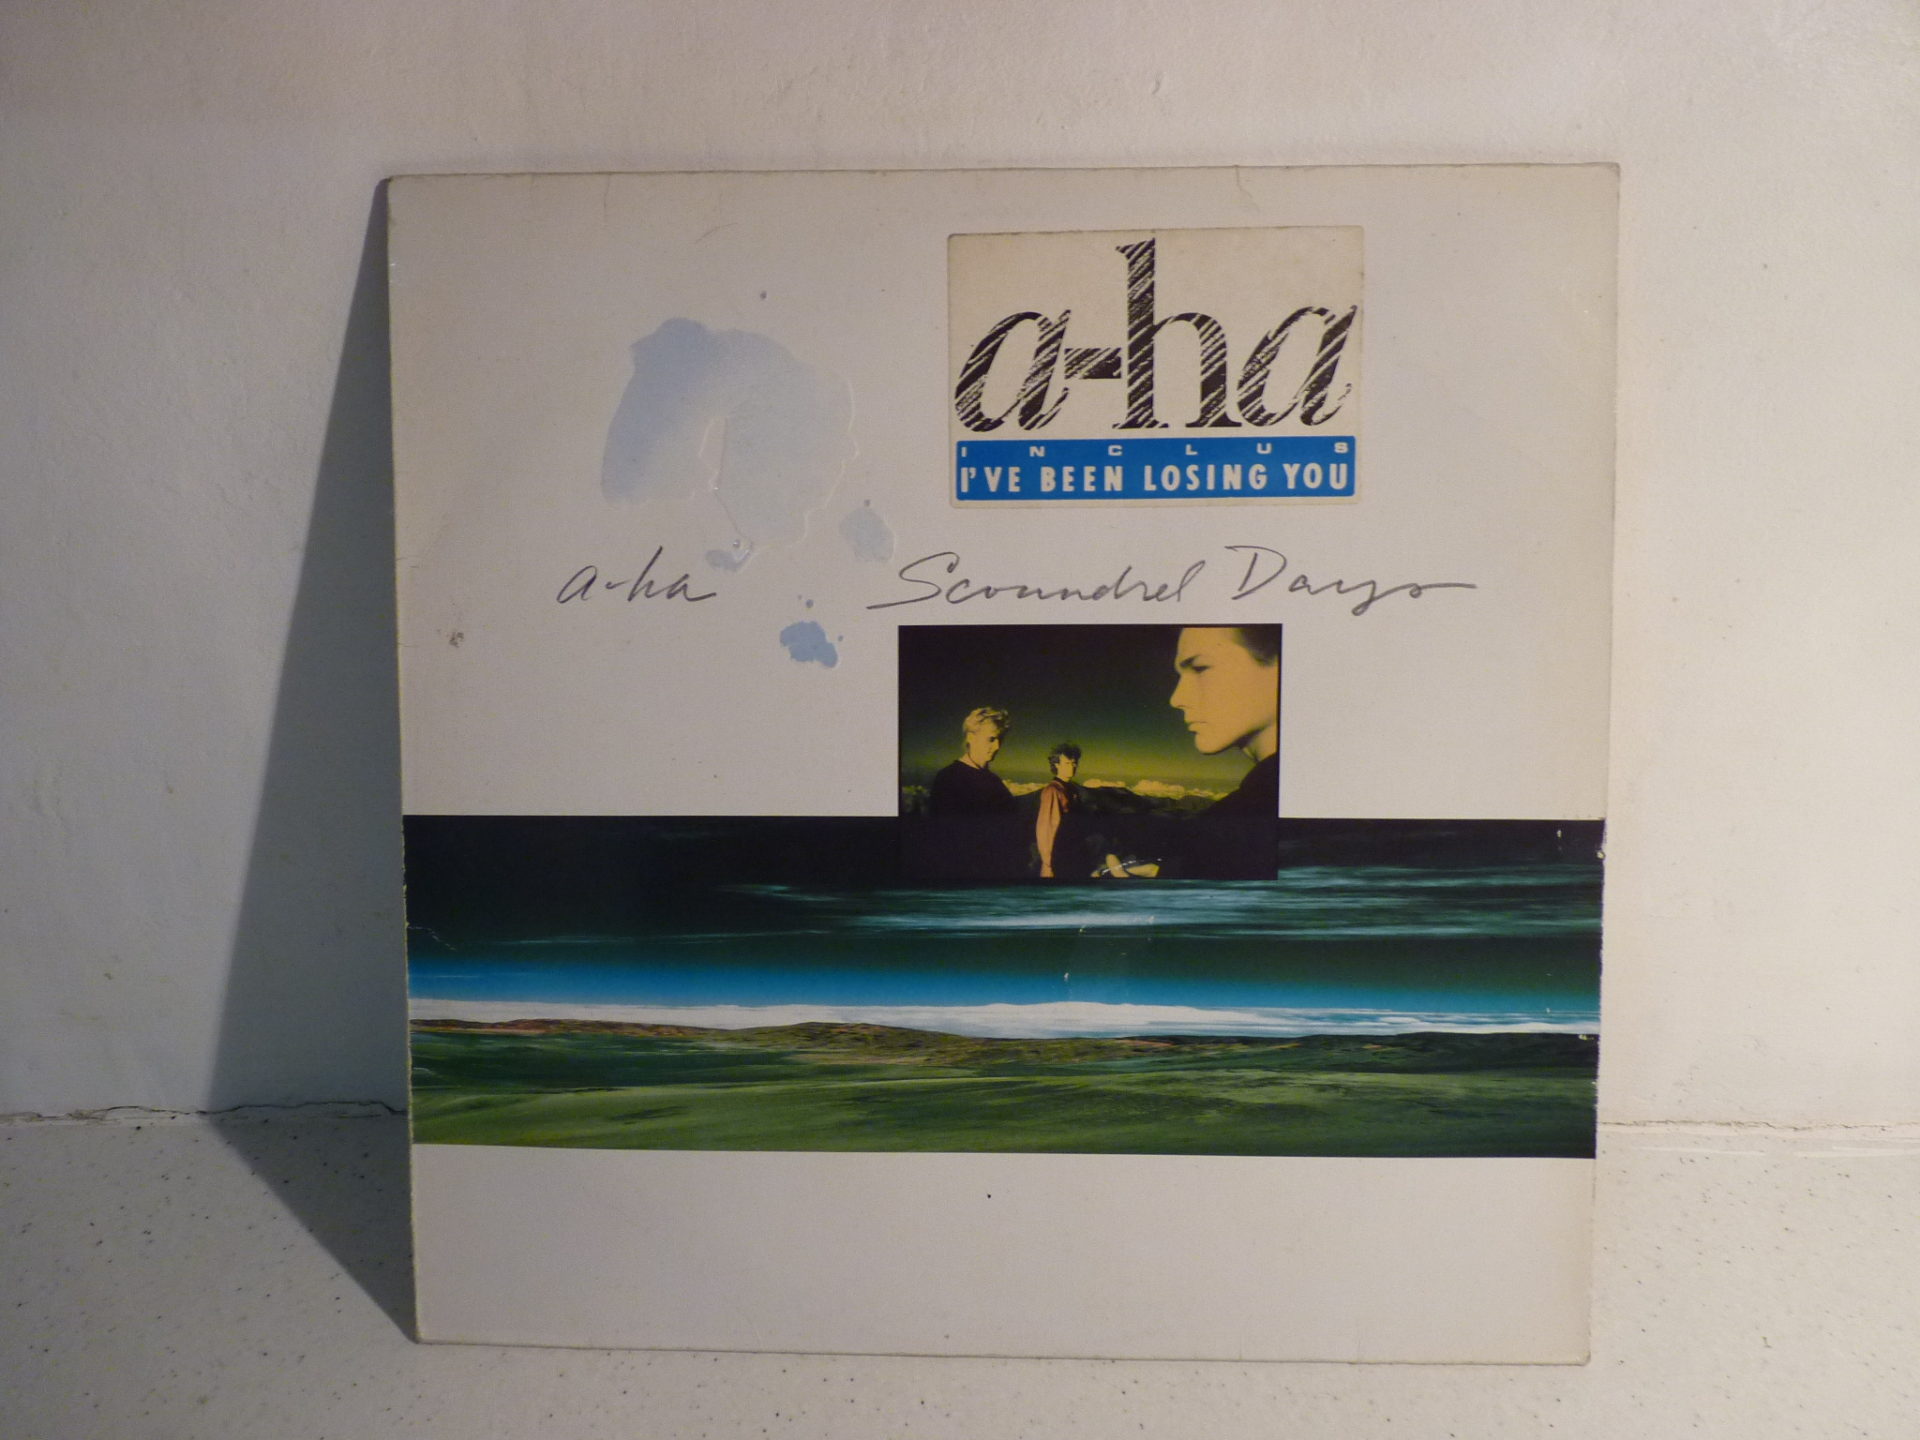 a-ha
INCLUS
I'VE BEEN LOSING YOU
a-ha Scoundrel Days